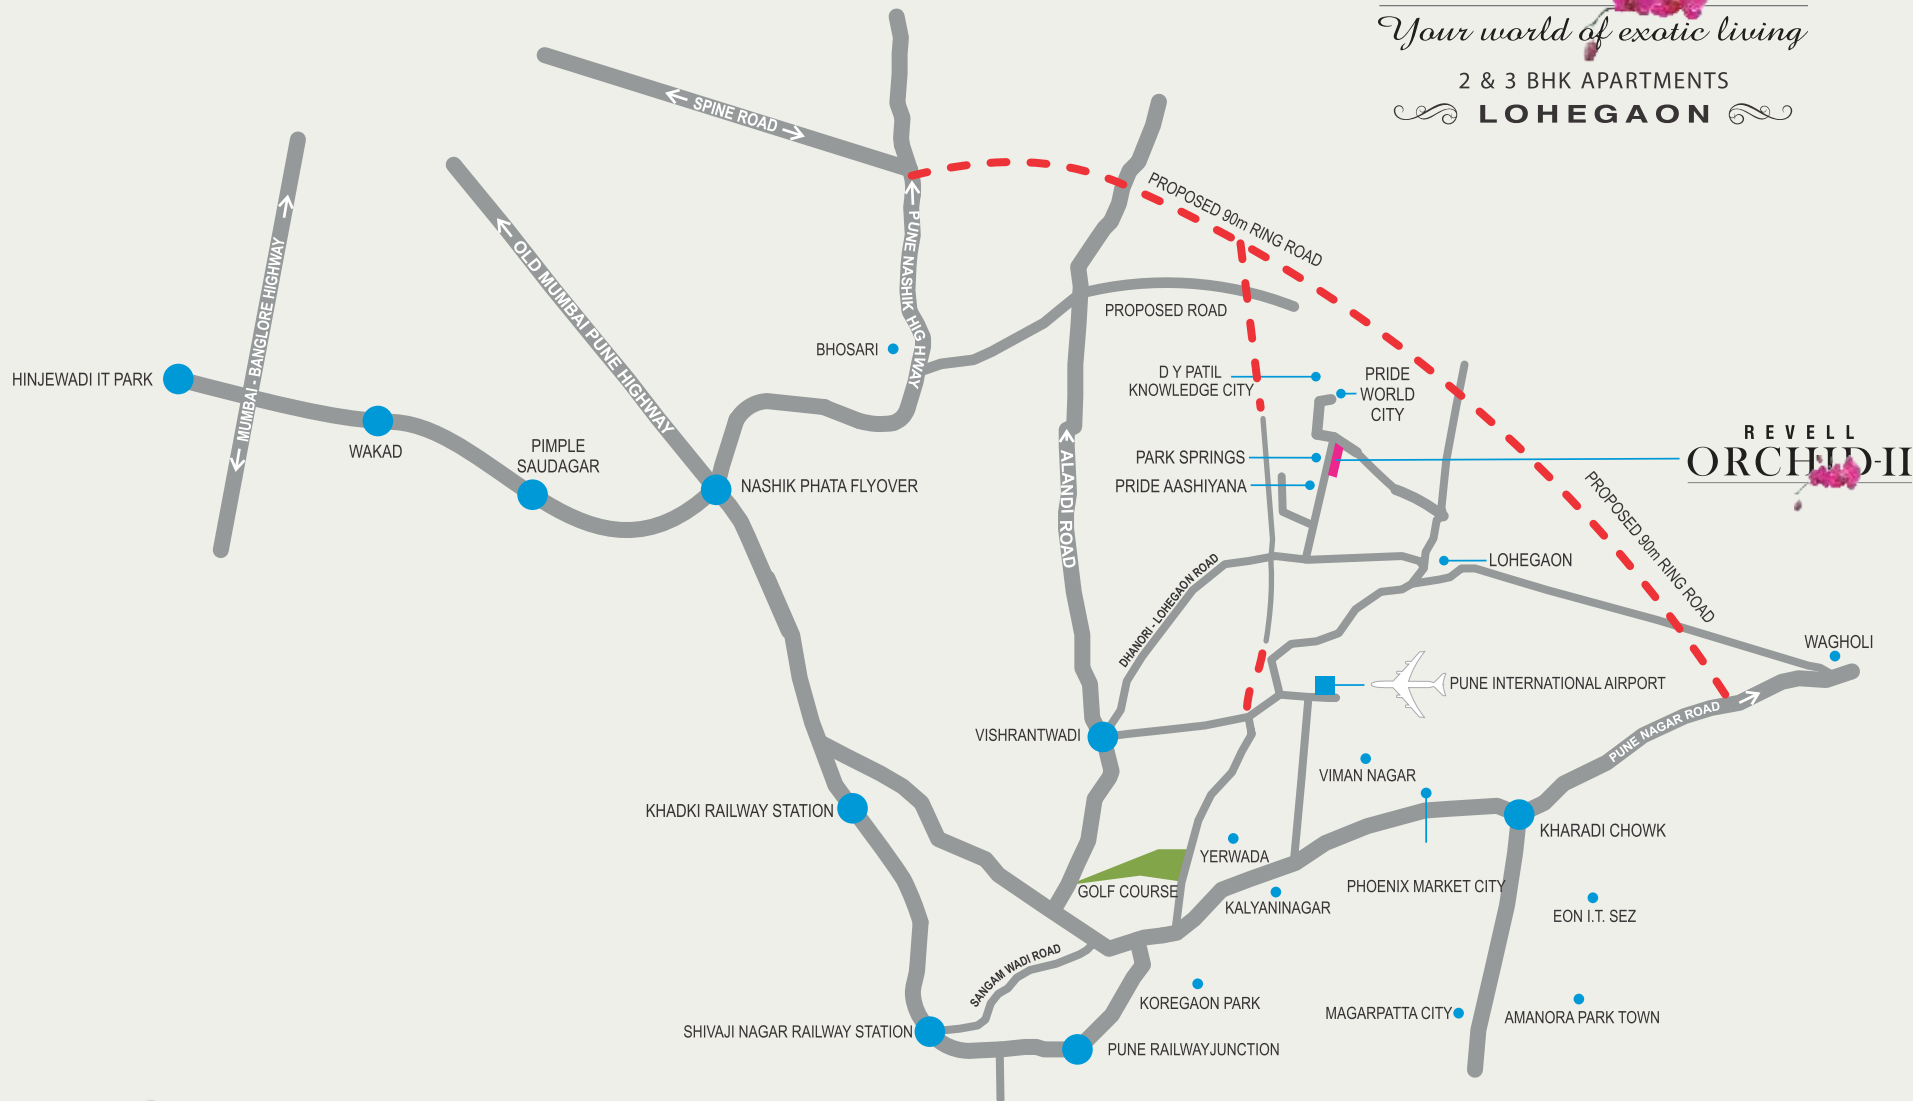 Your world of exotic living
2 & 3 BHK APARTMENTS
LOHEGAON
SPINE ROAD
MUMBAI - BANGLORE HIGHWAY
OLD MUMBAI PUNE HIGHWAY
PUNE NASHIK HIG HWAY
PROPOSED 90m RING ROAD
PROPOSED ROAD
BHOSARI
HINJEWADI IT PARK
WAKAD
PIMPLE
SAUDAGAR
NASHIK PHATA FLYOVER
ALANDI ROAD
D Y PATIL
KNOWLEDGE CITY
PRIDE
WORLD
CITY
PARK SPRINGS
PRIDE AASHIYANA
REVELL
ORCHID-II
PROPOSED 90m RING ROAD
LOHEGAON
DHANORI - LOHEGAON ROAD
WAGHOLI
PUNE INTERNATIONAL AIRPORT
PUNE NAGAR ROAD
VISHRANTWADI
VIMAN NAGAR
KHADKI RAILWAY STATION
KHARADI CHOWK
YERWADA
GOLF COURSE
KALYANINAGAR
PHOENIX MARKET CITY
EON I.T. SEZ
SANGAM WADI ROAD
KOREGAON PARK
MAGARPATTA CITY
AMANORA PARK TOWN
SHIVAJI NAGAR RAILWAY STATION
PUNE RAILWAYJUNCTION